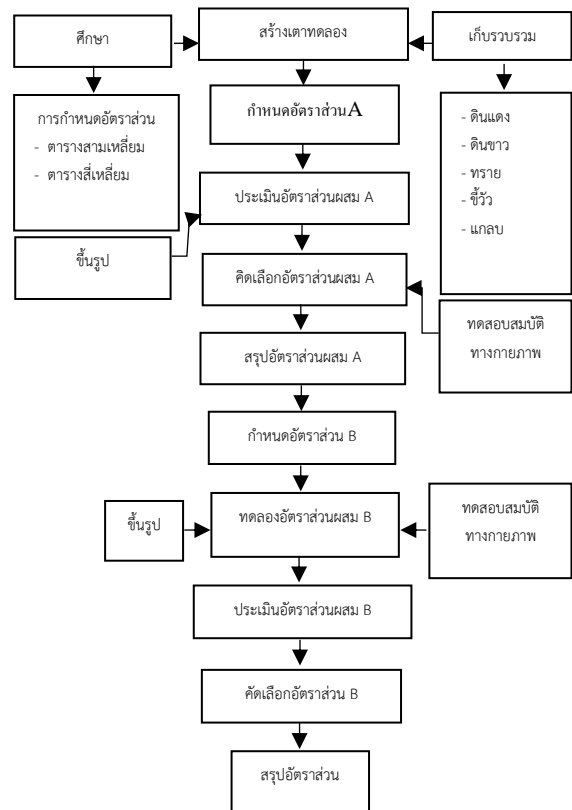 ศึกษา
สร้างเตาทดลอง
เก็บรวบรวม
การกำหนดอัตราส่วน
- ตารางสามเหลี่ยม
- ตารางสี่เหลี่ยม
กำหนดอัตราส่วน A
- ดินแดง
- ดินขาว
- ทราย
- ขี้วัว
- แกลบ
ประเมินอัตราส่วนผสม A
ขึ้นรูป
คิดเลือกอัตราส่วนผสม A
ทดสอบสมบัติ
ทางกายภาพ
สรุปอัตราส่วนผสม A
กำหนดอัตราส่วน B
ขึ้นรูป
ทดลองอัตราส่วนผสม B
ทดสอบสมบัติ
ทางกายภาพ
ประเมินอัตราส่วนผสม B
คัดเลือกอัตราส่วน B
สรุปอัตราส่วน